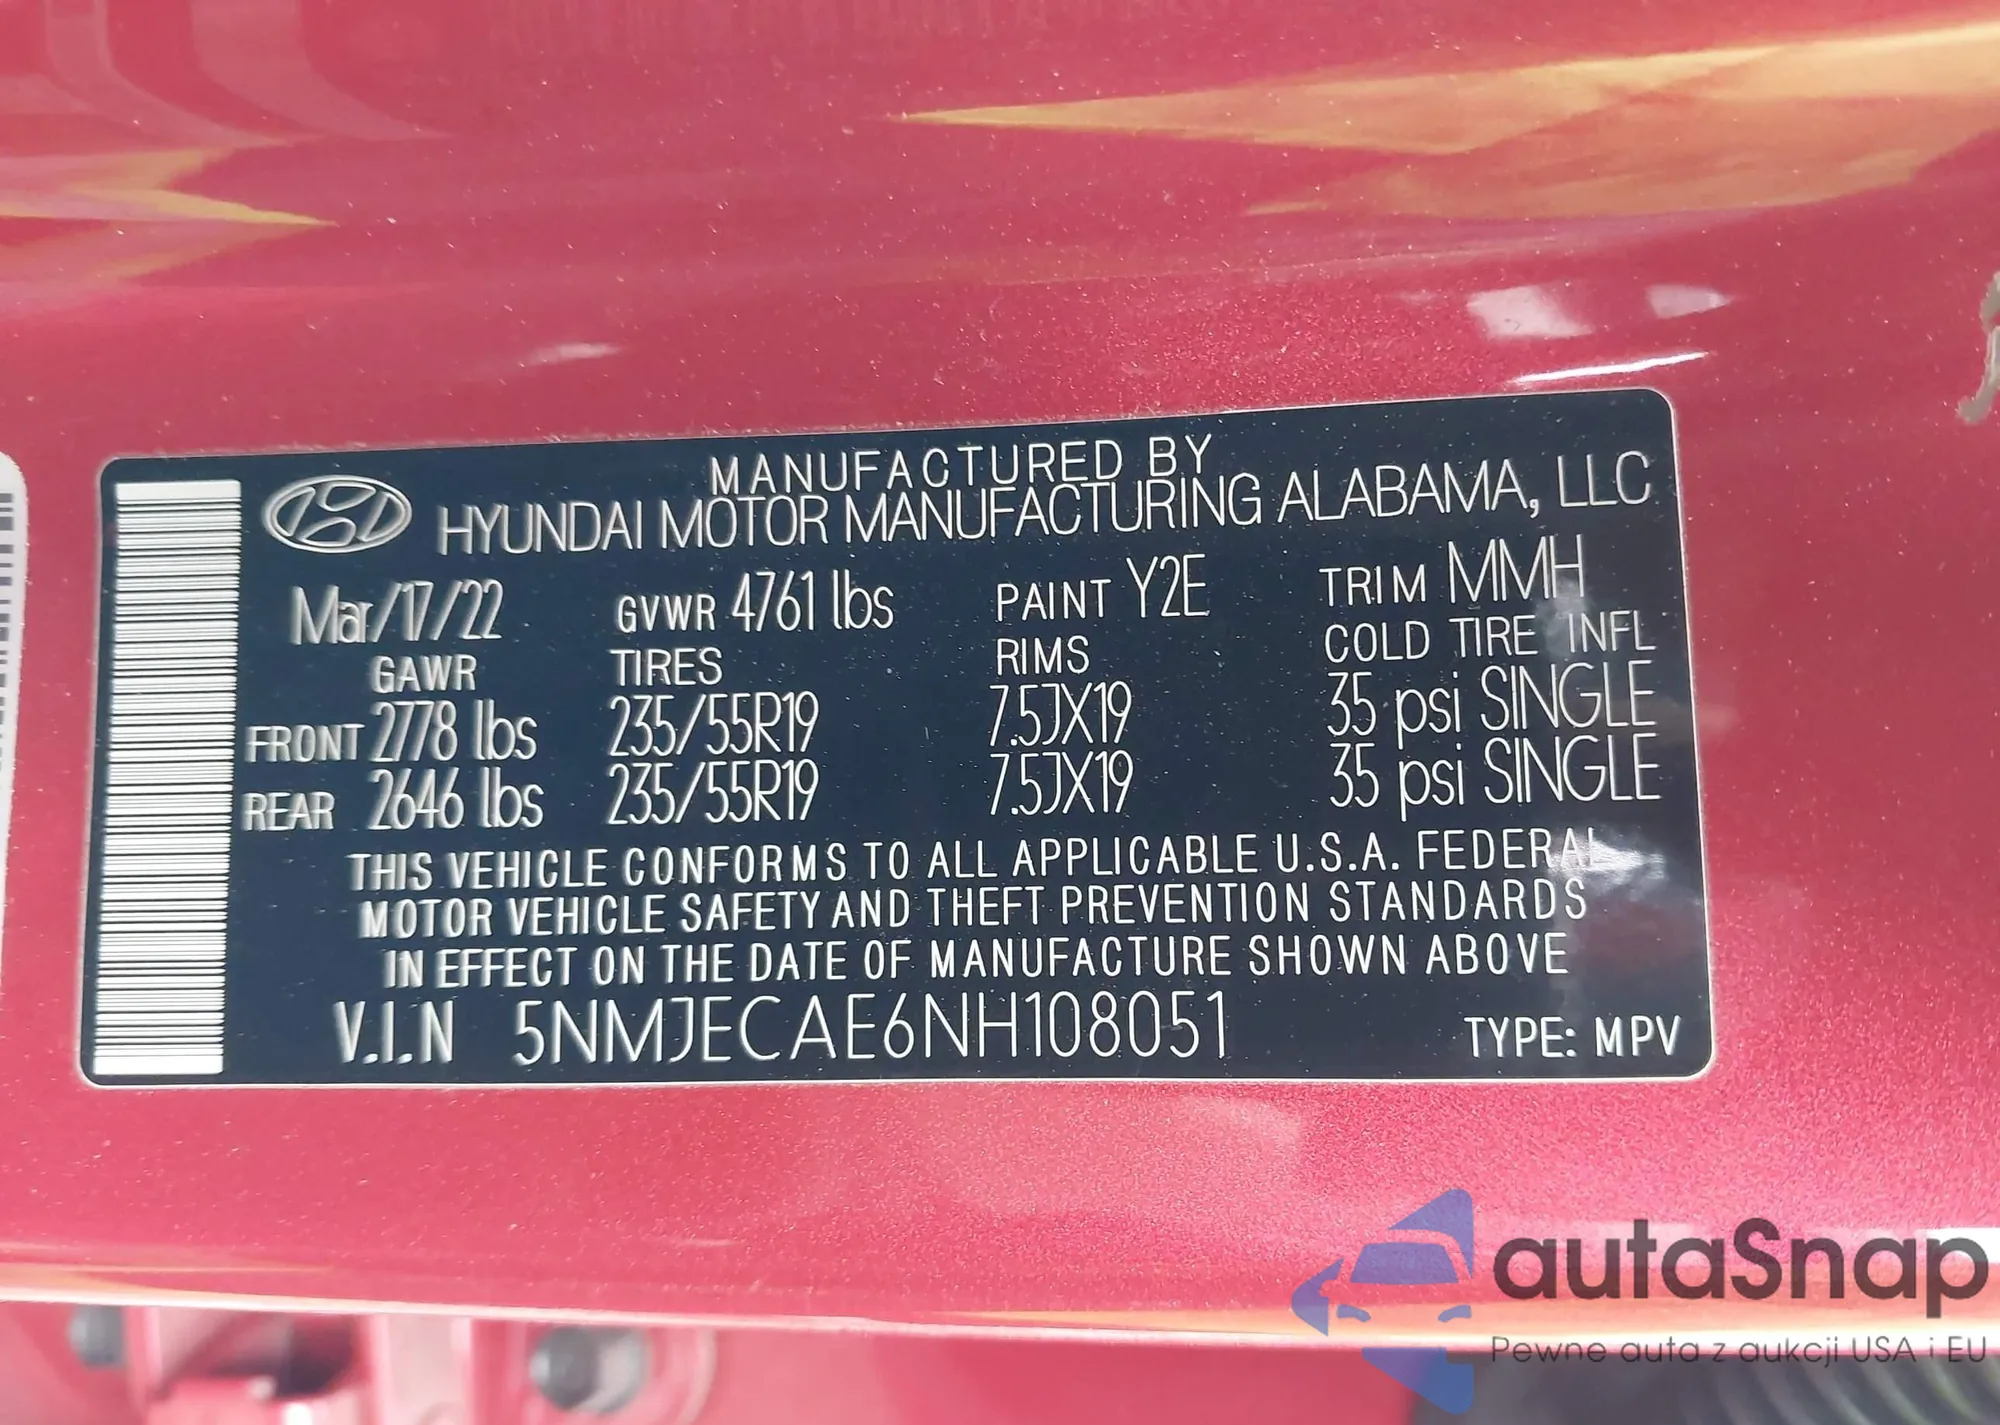 MANUFACTURED BY
HYUNDAI MOTOR MANUFACTURING ALABAMA, LLC
Mar/17/22 GVWR 4761 lbs PAINT Y2E TRIM MMH
GAWR TIRES RIMS COLD TIRE INFL
FRONT 2778 lbs 235/55R19 7.5JX19 35 psi SINGLE
REAR 2646 lbs 235/55R19 7.5JX19 35 psi SINGLE
THIS VEHICLE CONFORMS TO ALL APPLICABLE U.S.A. FEDERAL
MOTOR VEHICLE SAFETY AND THEFT PREVENTION STANDARDS
IN EFFECT ON THE DATE OF MANUFACTURE SHOWN ABOVE
V.I.N 5NMJECAE6NH108051 TYPE: MPV
autaSnap
Pewne auta z aukcji USA i EU